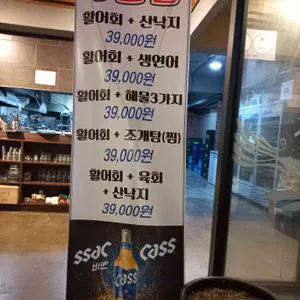 활어회 + 산낙지
39,000원
활어회 + 생연어
39,000원
활어회 + 해물3가지
39,000원
활어회 + 조개탕(찜)
39,000원
활어회 + 육회
+ 산낙지
39,000원
ssac
바뀐
cass
cass